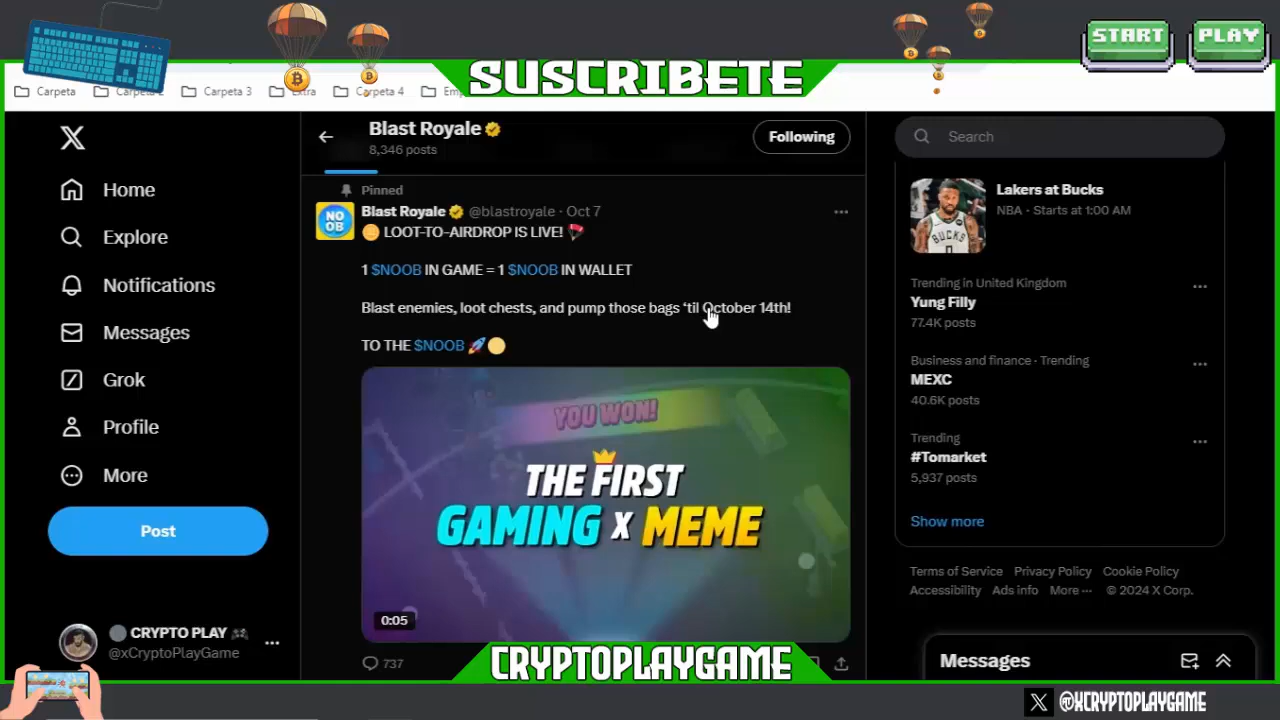 START
PLAY
SUSCRIBETE
Carpeta
Carpeta 2
Carpeta 3
Extra
Carpeta 4
Blast Royale
8,346 posts
Following
Search
Home
Explore
Notifications
Messages
Grok
Profile
More
Post
CRYPTO PLAY
@xCryptoPlayGame
Pinned
Blast Royale @blastroyale · Oct 7
NO
OB
LOOT-TO-AIRDROP IS LIVE!
1 $NOOB IN GAME = 1 $NOOB IN WALLET
Blast enemies, loot chests, and pump those bags ‘til October 14th!
TO THE $NOOB
YOU WON!
THE FIRST
GAMING X MEME
0:05
737
BUCKS
Lakers at Bucks
NBA · Starts at 1:00 AM
Trending in United Kingdom
Yung Filly
77.4K posts
Business and finance · Trending
MEXC
40.6K posts
Trending
#Tomarket
5,937 posts
Show more
Terms of Service Privacy Policy Cookie Policy
Accessibility Ads info More ··· © 2024 X Corp.
Messages
CRYPTOPLAYGAME
@XCRYPTOPLAYGAME